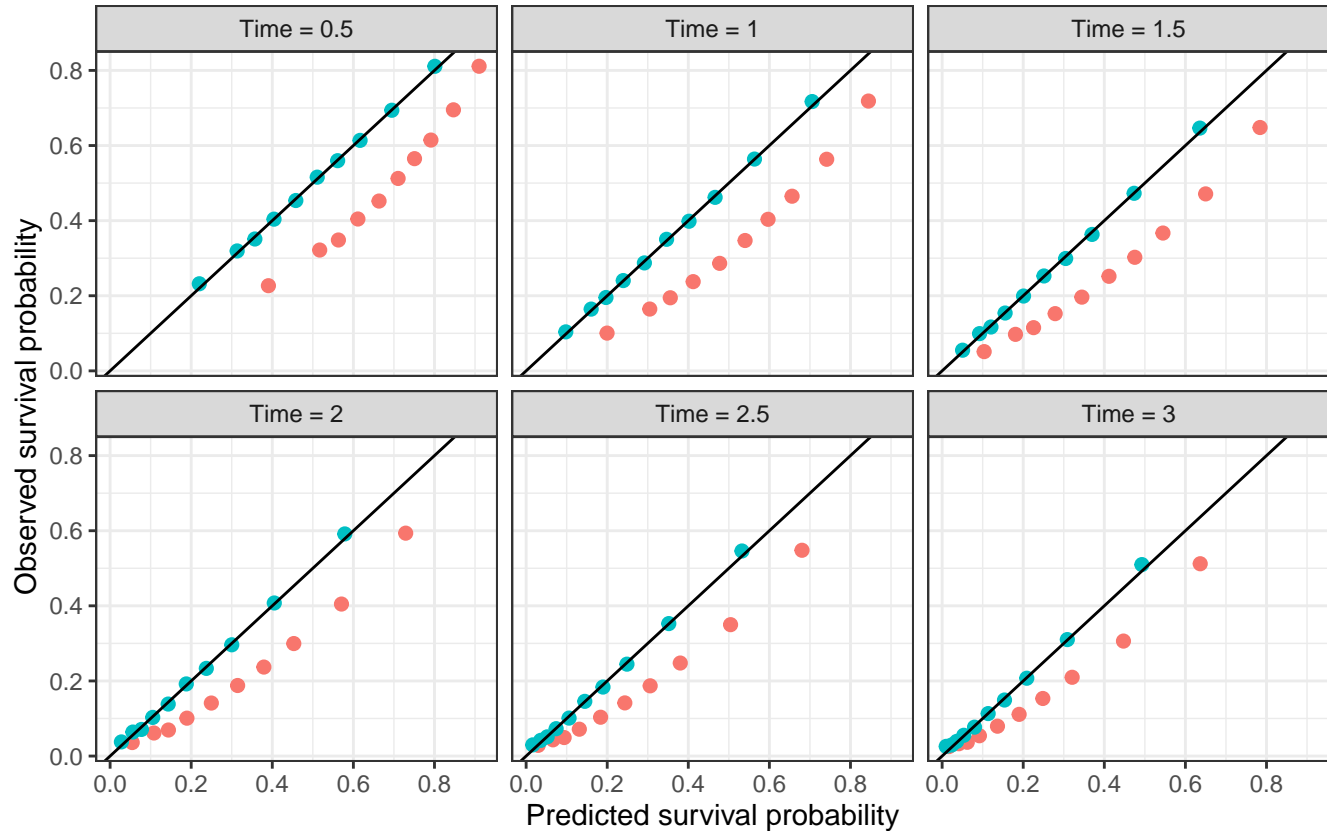 Time = 0.5
Time = 1
Time = 1.5
0.8
0.6
0.4
0.2
0.0
Time = 2
Time = 2.5
Time = 3
0.8
0.6
0.4
0.2
0.0
0.0 0.2 0.4 0.6 0.8
0.0 0.2 0.4 0.6 0.8
0.0 0.2 0.4 0.6 0.8
Observed survival probability
Predicted survival probability